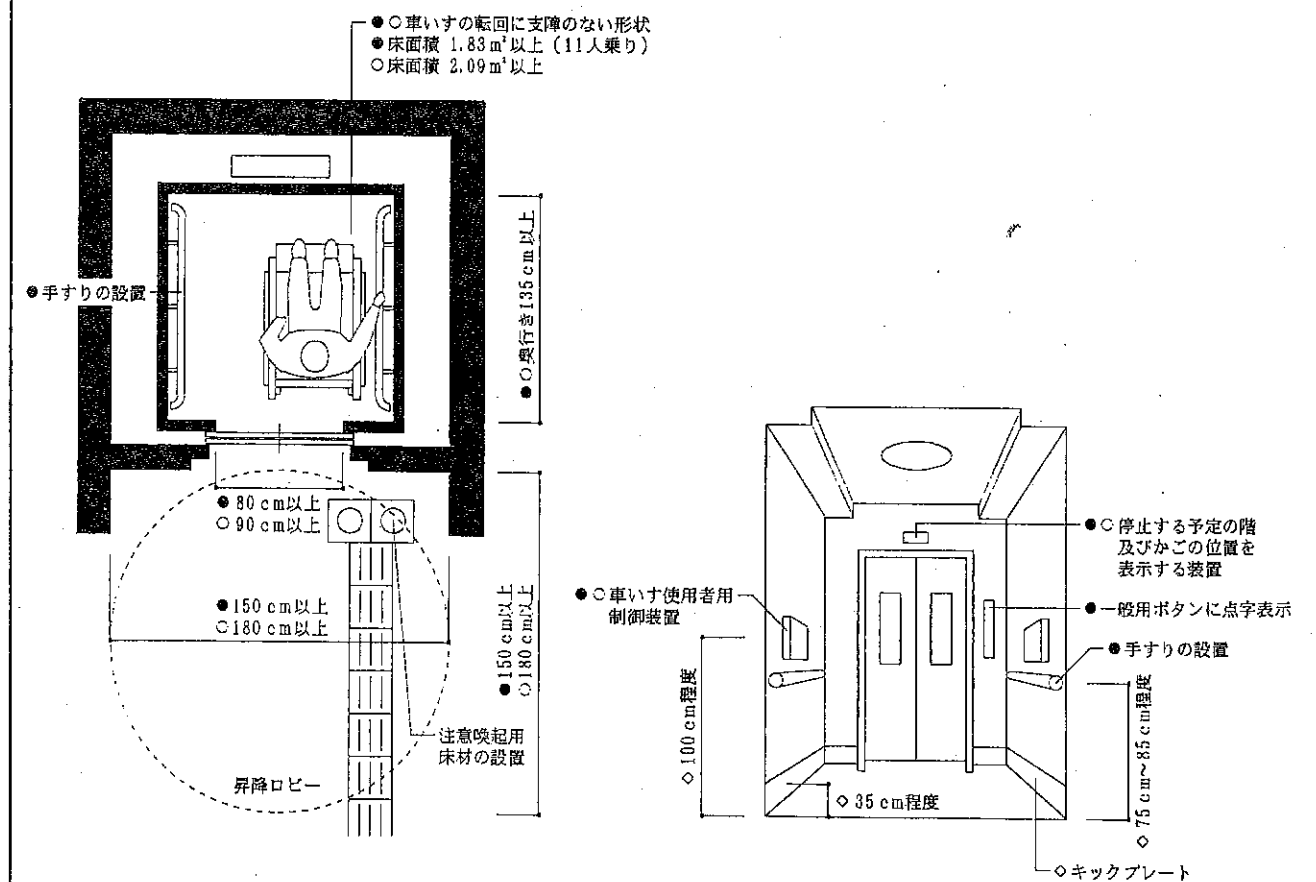 ●○車いすの転回に支障のない形状
●床面積 1.83㎡以上(11人乗り)
○床面積 2.09㎡以上
●手すりの設置
●○奥行き135cm以上
●80cm以上
○90cm以上
●150cm以上
○180cm以上
●150cm以上
○180cm以上
注意喚起用
床材の設置
昇降ロビー
●○停止する予定の階
及びかごの位置を
表示する装置
●○車いす使用者用
制御装置
●一般用ボタンに点字表示
●手すりの設置
◇100cm程度
◇35cm程度
◇75cm~85cm程度
◇キックプレート